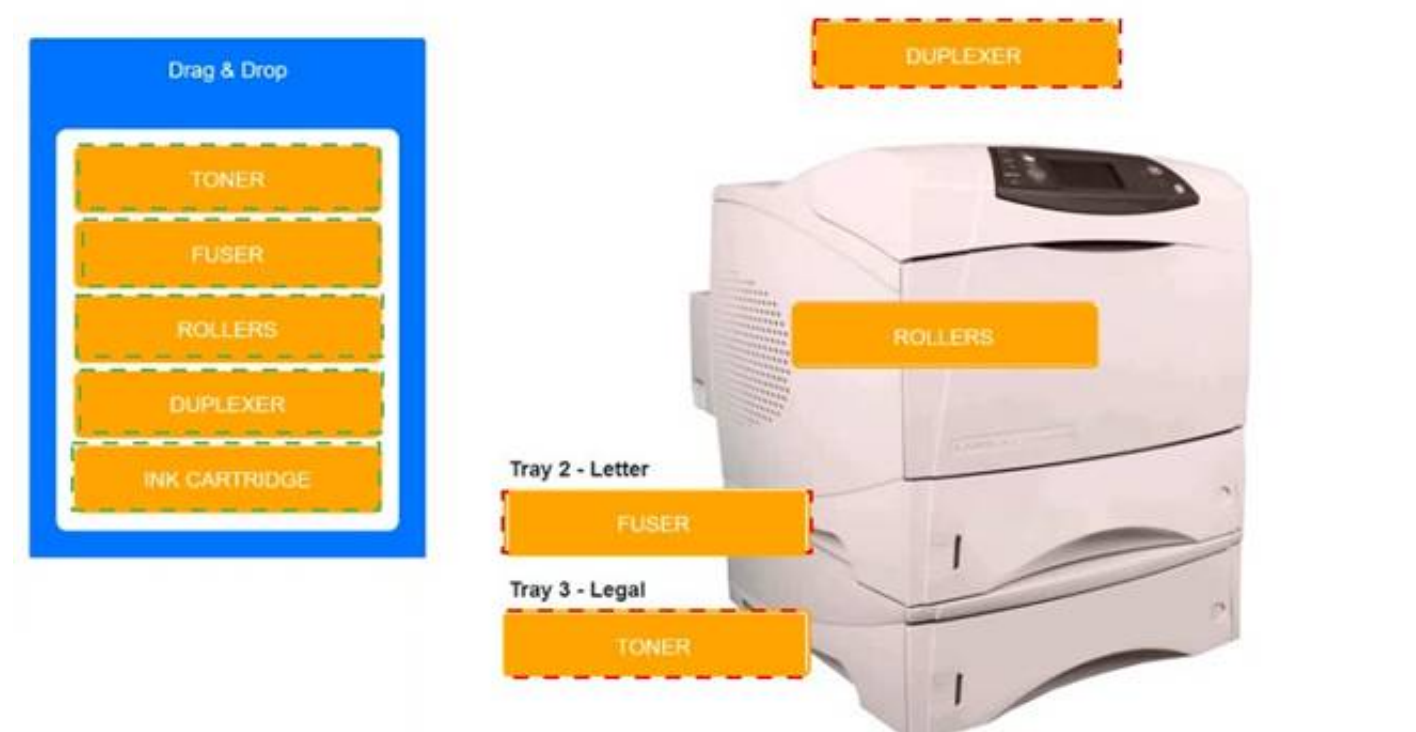 Drag & Drop
TONER
FUSER
ROLLERS
DUPLEXER
INK CARTRIDGE
DUPLEXER
ROLLERS
Tray 2 - Letter
FUSER
Tray 3 - Legal
TONER